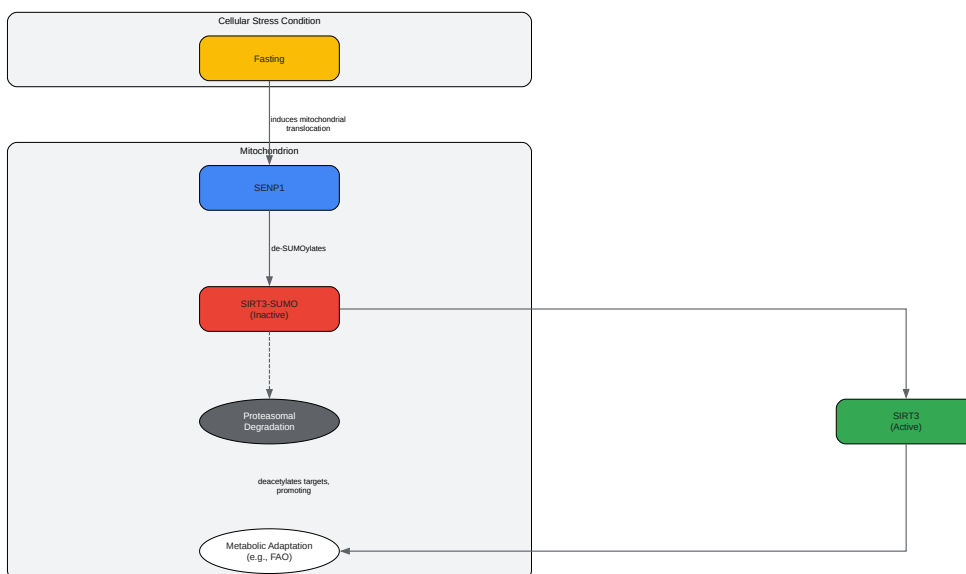 Cellular Stress Condition
Fasting
induces mitochondrial
translocation
Mitochondrion
SENP1
de-SUMOylates
SIRT3-SUMO
(Inactive)
Proteasomal
Degradation
SIRT3
(Active)
deacetylates targets,
promoting
Metabolic Adaptation
(e.g., FAO)